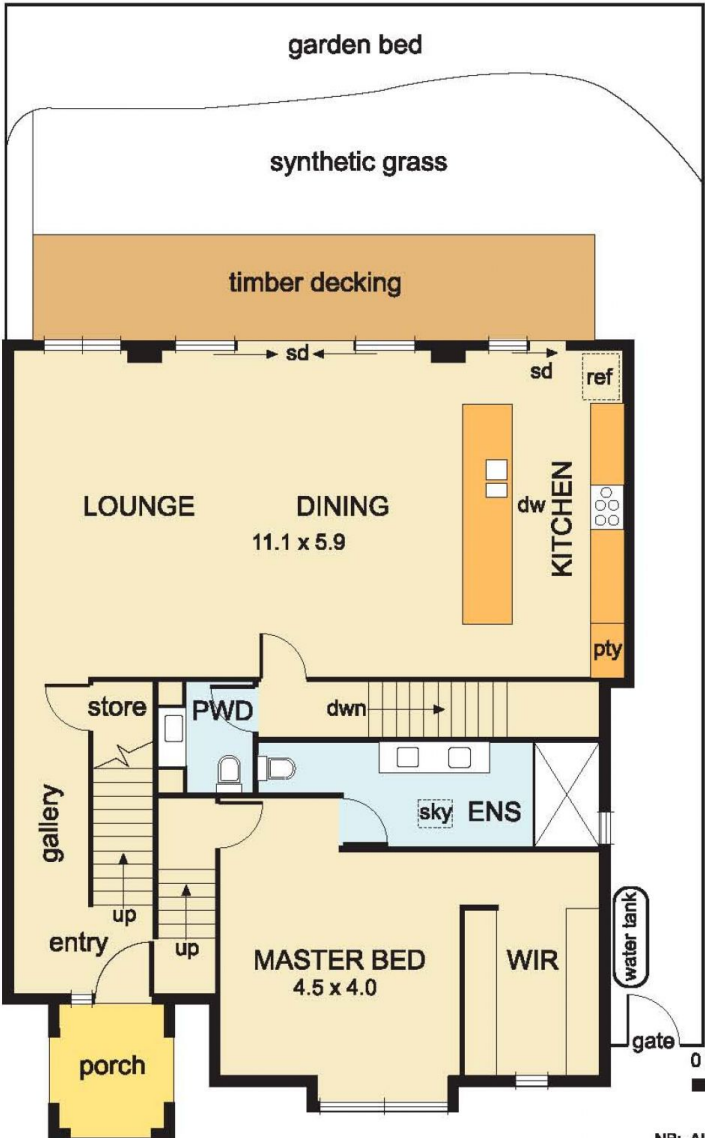 garden bed
synthetic grass
timber decking
sd
sd
ref
LOUNGE
DINING
11.1 x 5.9
dw
KITCHEN
pty
store
PWD
dwn
gallery
sky
ENS
up
up
entry
MASTER BED
4.5 x 4.0
WIR
water tank
gate
porch
0